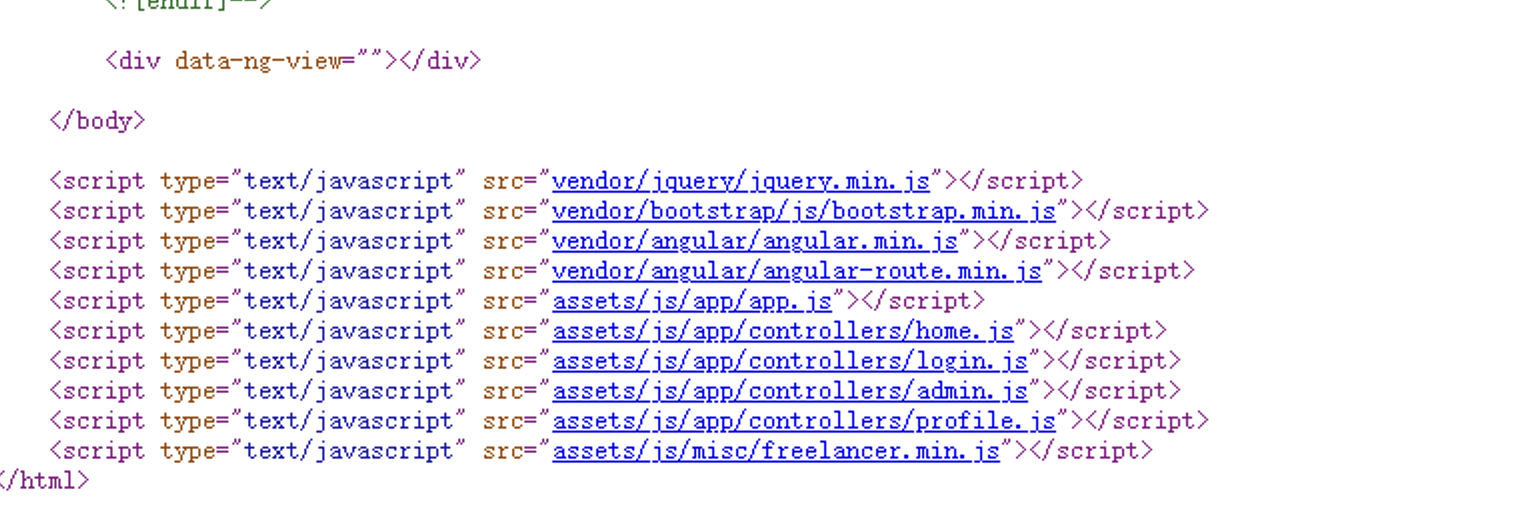 <![endif]-->
<div data-ng-view=""></div>
</body>
<script type="text/javascript" src="vendor/jquery/jquery.min.js"></script>
<script type="text/javascript" src="vendor/bootstrap/js/bootstrap.min.js"></script>
<script type="text/javascript" src="vendor/angular/angular.min.js"></script>
<script type="text/javascript" src="vendor/angular/angular-route.min.js"></script>
<script type="text/javascript" src="assets/js/app/app.js"></script>
<script type="text/javascript" src="assets/js/app/controllers/home.js"></script>
<script type="text/javascript" src="assets/js/app/controllers/login.js"></script>
<script type="text/javascript" src="assets/js/app/controllers/admin.js"></script>
<script type="text/javascript" src="assets/js/app/controllers/profile.js"></script>
<script type="text/javascript" src="assets/js/misc/freelancer.min.js"></script>
</html>